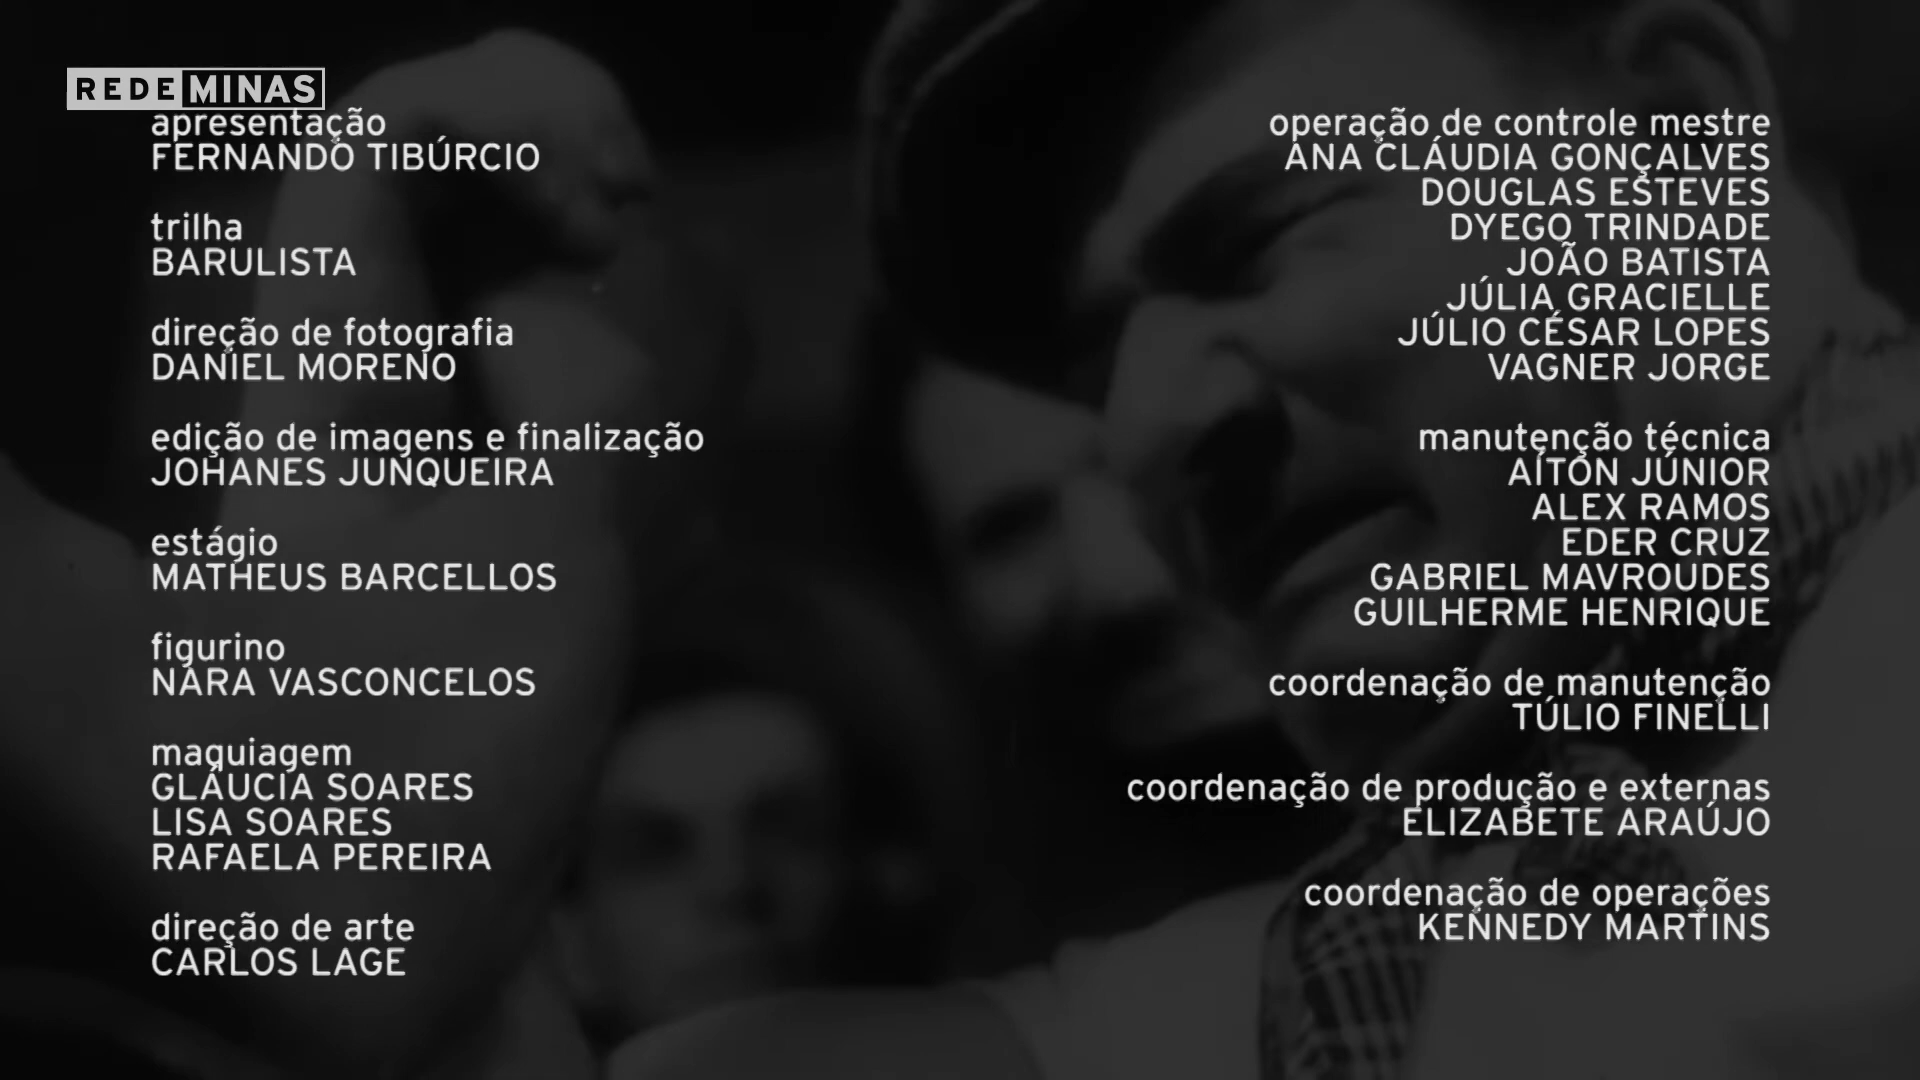 REDE MINAS
apresentação
FERNANDO TIBÚRCIO
trilha
BARULISTA
direção de fotografia
DANIEL MORENO
edição de imagens e finalização
JOHANES JUNQUEIRA
estágio
MATHEUS BARCELLOS
figurino
NARA VASCONCELOS
maquiagem
GLÁUCIA SOARES
LISA SOARES
RAFAELA PEREIRA
direção de arte
CARLOS LAGE
operação de controle mestre
ANA CLÁUDIA GONÇALVES
DOUGLAS ESTEVES
DYEGO TRINDADE
JOÃO BATISTA
JÚLIA GRACIELLE
JÚLIO CÉSAR LOPES
VAGNER JORGE
manutenção técnica
AÍTON JÚNIOR
ALEX RAMOS
EDER CRUZ
GABRIEL MAVROUDES
GUILHERME HENRIQUE
coordenação de manutenção
TÚLIO FINELLI
coordenação de produção e externas
ELIZABETE ARAÚJO
coordenação de operações
KENNEDY MARTINS